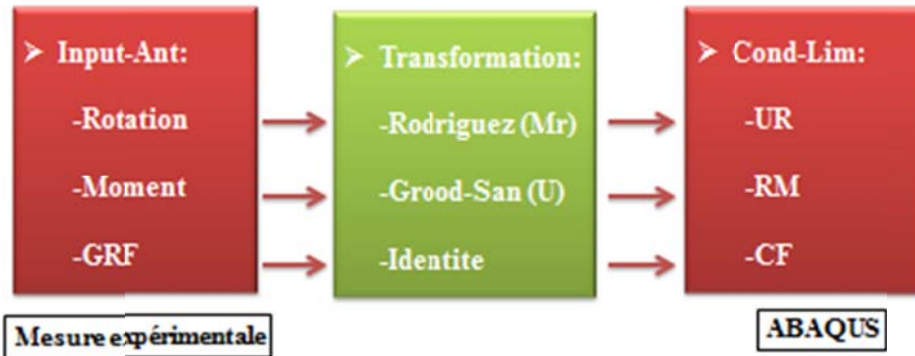 ➢ Input-Ant:
-Rotation
-Moment
-GRF
Mesure expérimentale
➢ Transformation:
-Rodriguez (Mr)
-Grood-San (U)
-Identite
➢ Cond-Lim:
-UR
-RM
-CF
ABAQUS